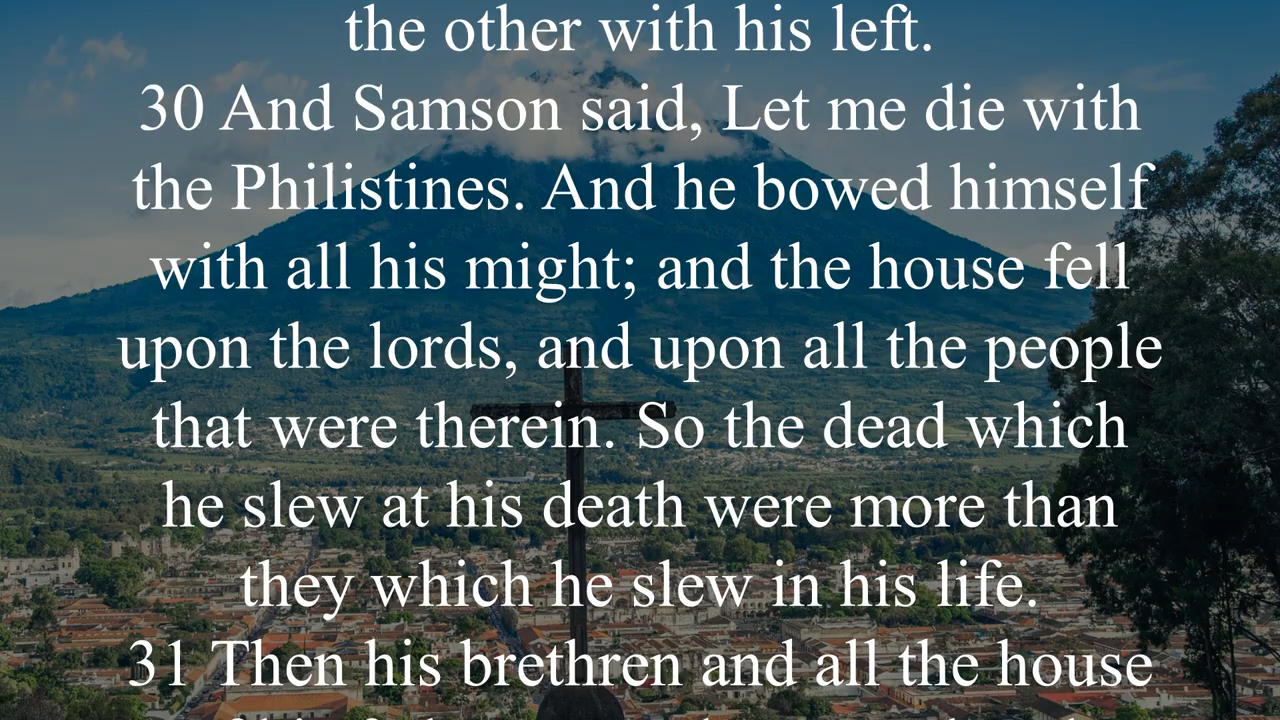 the other with his left.
30 And Samson said, Let me die with
the Philistines. And he bowed himself
with all his might; and the house fell
upon the lords, and upon all the people
that were therein. So the dead which
he slew at his death were more than
they which he slew in his life.
31 Then his brethren and all the house